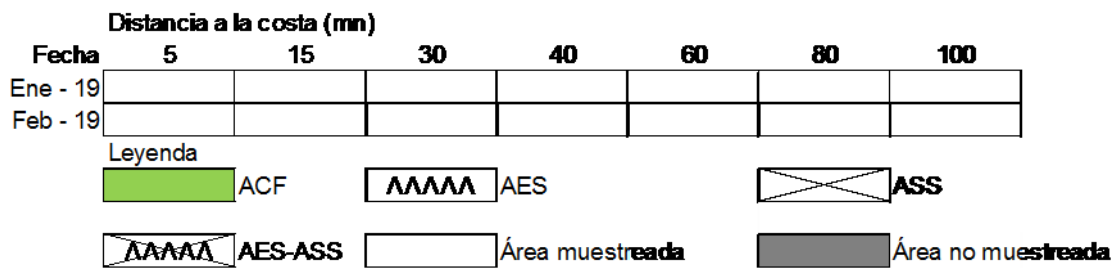 Distancia a la costa (mn)
Fecha 5 15 30 40 60 80 100
Ene - 19
Feb - 19
Leyenda
ACF ΛΛΛΛΛ AES ASS
ΛΛΛΛΛ AES-ASS Área muestreada Área no muestreada